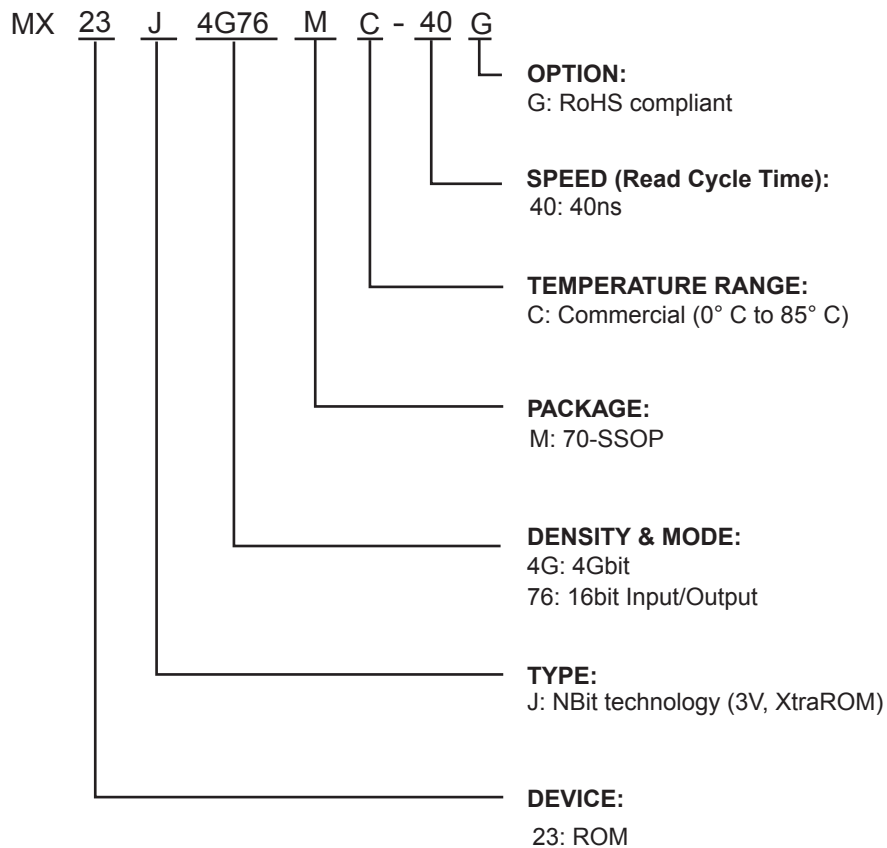 MX 23 J 4G76 M C - 40 G
OPTION:
G: RoHS compliant
SPEED (Read Cycle Time):
40: 40ns
TEMPERATURE RANGE:
C: Commercial (0° C to 85° C)
PACKAGE:
M: 70-SSOP
DENSITY & MODE:
4G: 4Gbit
76: 16bit Input/Output
TYPE:
J: NBit technology (3V, XtraROM)
DEVICE:
23: ROM